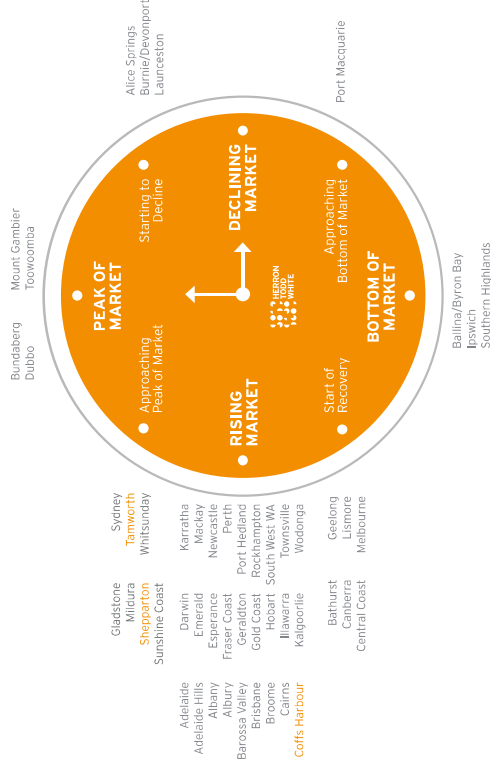 Mount Gambier
Toowoomba
Bundaberg
Dubbo
PEAK OF
MARKET
Alice Springs
Burnie/Devonport
Launceston
Starting to
Decline
DECLINING
MARKET
Port Macquarie
Approaching
Bottom of Market
BOTTOM OF
MARKET
Ballina/Byron Bay
Ipswich
Southern Highlands
Start of
Recovery
Bathurst
Canberra
Central Coast
Geelong
Lismore
Melbourne
RISING
MARKET
Adelaide
Adelaide Hills
Albany
Albury
Barossa Valley
Brisbane
Broome
Cairns
Coffs Harbour
Darwin
Emerald
Esperance
Fraser Coast
Geraldton
Gold Coast
Hobart
Illawarra
Kalgoorlie
Karratha
Mackay
Newcastle
Perth
Port Hedland
Rockhampton
South West WA
Townsville
Wodonga
Approaching
Peak of Market
Gladstone
Mildura
Shepparton
Sunshine Coast
Sydney
Tamworth
Whitsunday
HERRON
TODD
WHITE